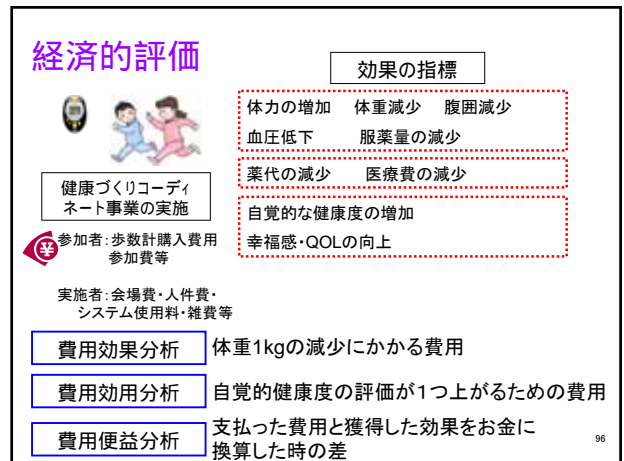 経済的評価
効果の指標
体力の増加　体重減少　腹囲減少
血圧低下　服薬量の減少
薬代の減少　医療費の減少
自覚的な健康度の増加
幸福感・QOLの向上
健康づくりコーディ
ネート事業の実施
¥
参加者：歩数計購入費用
参加費等
実施者：会場費・人件費・
システム使用料・雑費等
費用効果分析　体重1kgの減少にかかる費用
費用効用分析　自覚的健康度の評価が1つ上がるための費用
費用便益分析　支払った費用と獲得した効果をお金に
換算した時の差
96